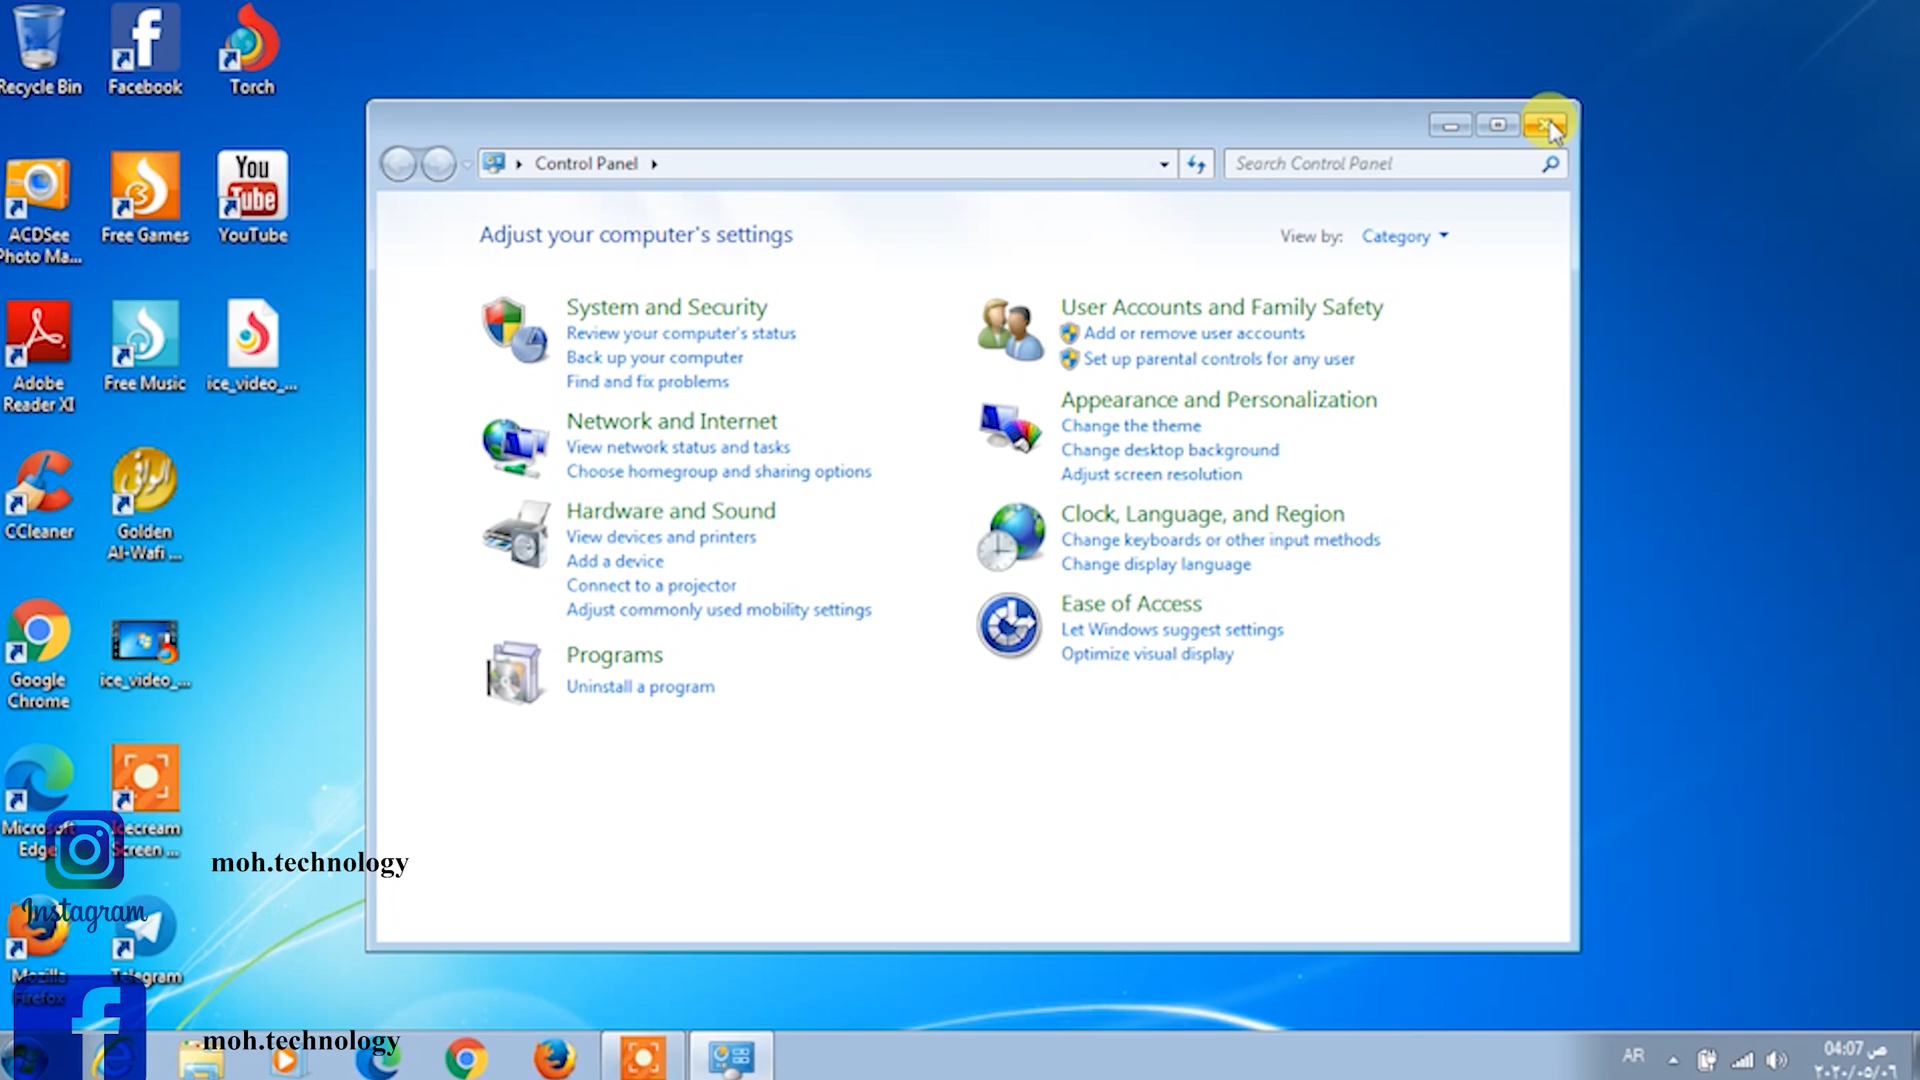 Recycle Bin
Facebook
Torch
ACDSee
Photo Ma...
Free Games
You
Tube
YouTube
Adobe
Reader XI
Free Music
ice_video_...
CCleaner
الوافي
Golden
Al-Wafi ...
Google
Chrome
ice_video_...
Microsoft
Edge
Icecream
Screen ...
Instagram
moh.technology
Mozilla
Firefox
Telegram
moh.technology
Control Panel
Search Control Panel
Adjust your computer's settings
View by: Category
System and Security
Review your computer's status
Back up your computer
Find and fix problems
Network and Internet
View network status and tasks
Choose homegroup and sharing options
Hardware and Sound
View devices and printers
Add a device
Connect to a projector
Adjust commonly used mobility settings
Programs
Uninstall a program
User Accounts and Family Safety
Add or remove user accounts
Set up parental controls for any user
Appearance and Personalization
Change the theme
Change desktop background
Adjust screen resolution
Clock, Language, and Region
Change keyboards or other input methods
Change display language
Ease of Access
Let Windows suggest settings
Optimize visual display
AR
04:07 ص
٢٠٢٠/٠٥/٠٦